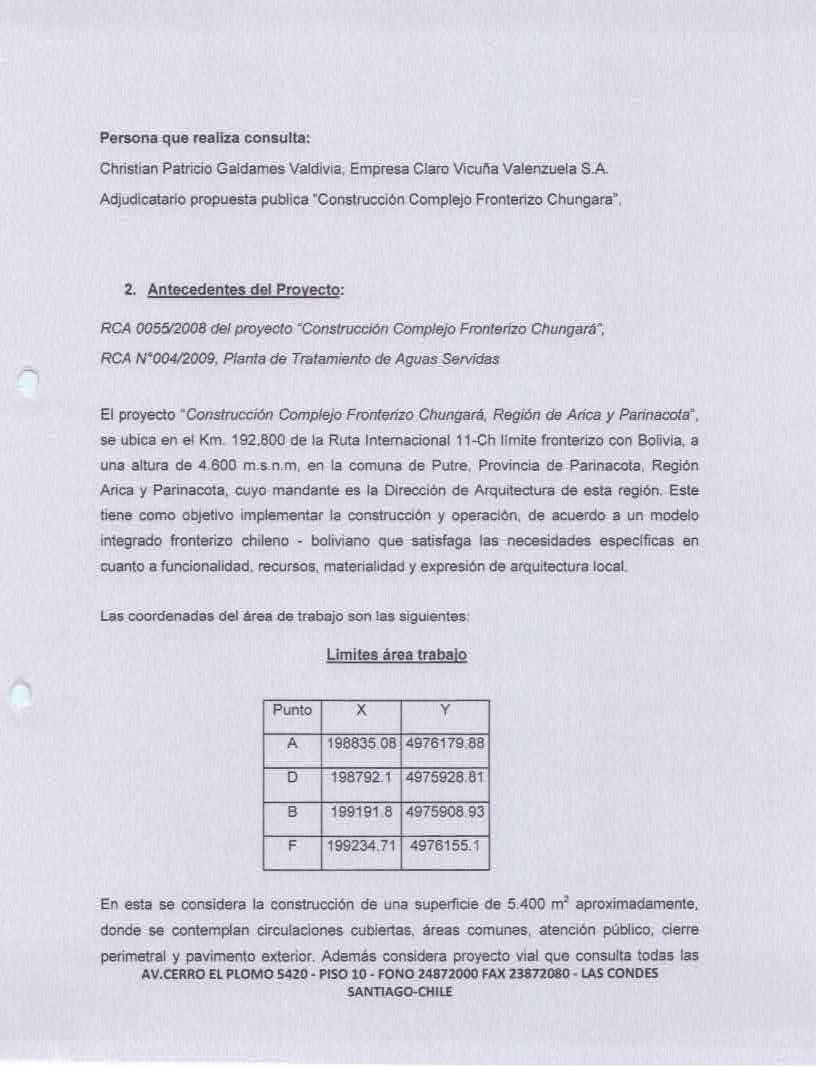 Persona que realiza consulta:
Christian Patricio Galdames Valdivia, Empresa Claro Vicuña Valenzuela S.A.
Adjudicatario propuesta publica "Construcción Complejo Fronterizo Chungara".
2. Antecedentes del Proyecto:
RCA 0055/2008 del proyecto "Construcción Complejo Fronterizo Chungará",
RCA N°004/2009, Planta de Tratamiento de Aguas Servidas
El proyecto "Construcción Complejo Fronterizo Chungará, Región de Arica y Parinacota",
se ubica en el Km. 192,800 de la Ruta Internacional 11-Ch límite fronterizo con Bolivia, a
una altura de 4.600 m.s.n.m, en la comuna de Putre, Provincia de Parinacota, Región
Arica y Parinacota, cuyo mandante es la Dirección de Arquitectura de esta región. Este
tiene como objetivo implementar la construcción y operación, de acuerdo a un modelo
integrado fronterizo chileno - boliviano que satisfaga las necesidades específicas en
cuanto a funcionalidad, recursos, materialidad y expresión de arquitectura local.
Las coordenadas del área de trabajo son las siguientes:
Limites área trabajo
Punto X Y
A 198835.08 4976179.88
D 198792.1 4975928.81
B 199191.8 4975908.93
F 199234.71 4976155.1
En esta se considera la construcción de una superficie de 5.400 m² aproximadamente,
donde se contemplan circulaciones cubiertas, áreas comunes, atención público, cierre
perimetral y pavimento exterior. Además considera proyecto vial que consulta todas las
AV.CERRO EL PLOMO 5420 - PISO 10 - FONO 24872000 FAX 23872080 - LAS CONDES
SANTIAGO-CHILE